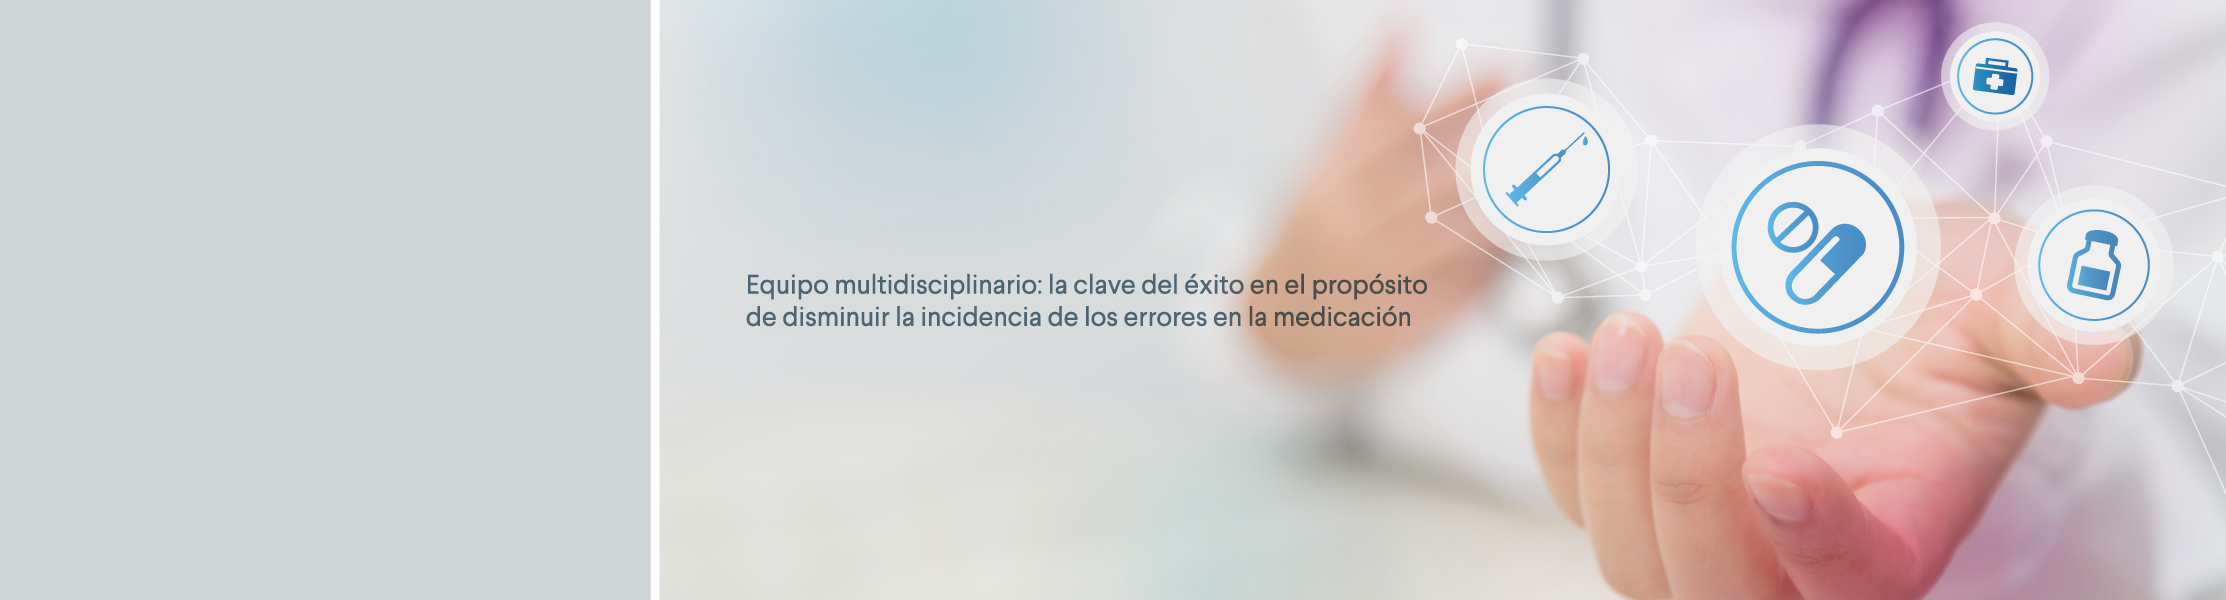 Equipo multidisciplinario: la clave del éxito en el propósito
de disminuir la incidencia de los errores en la medicación